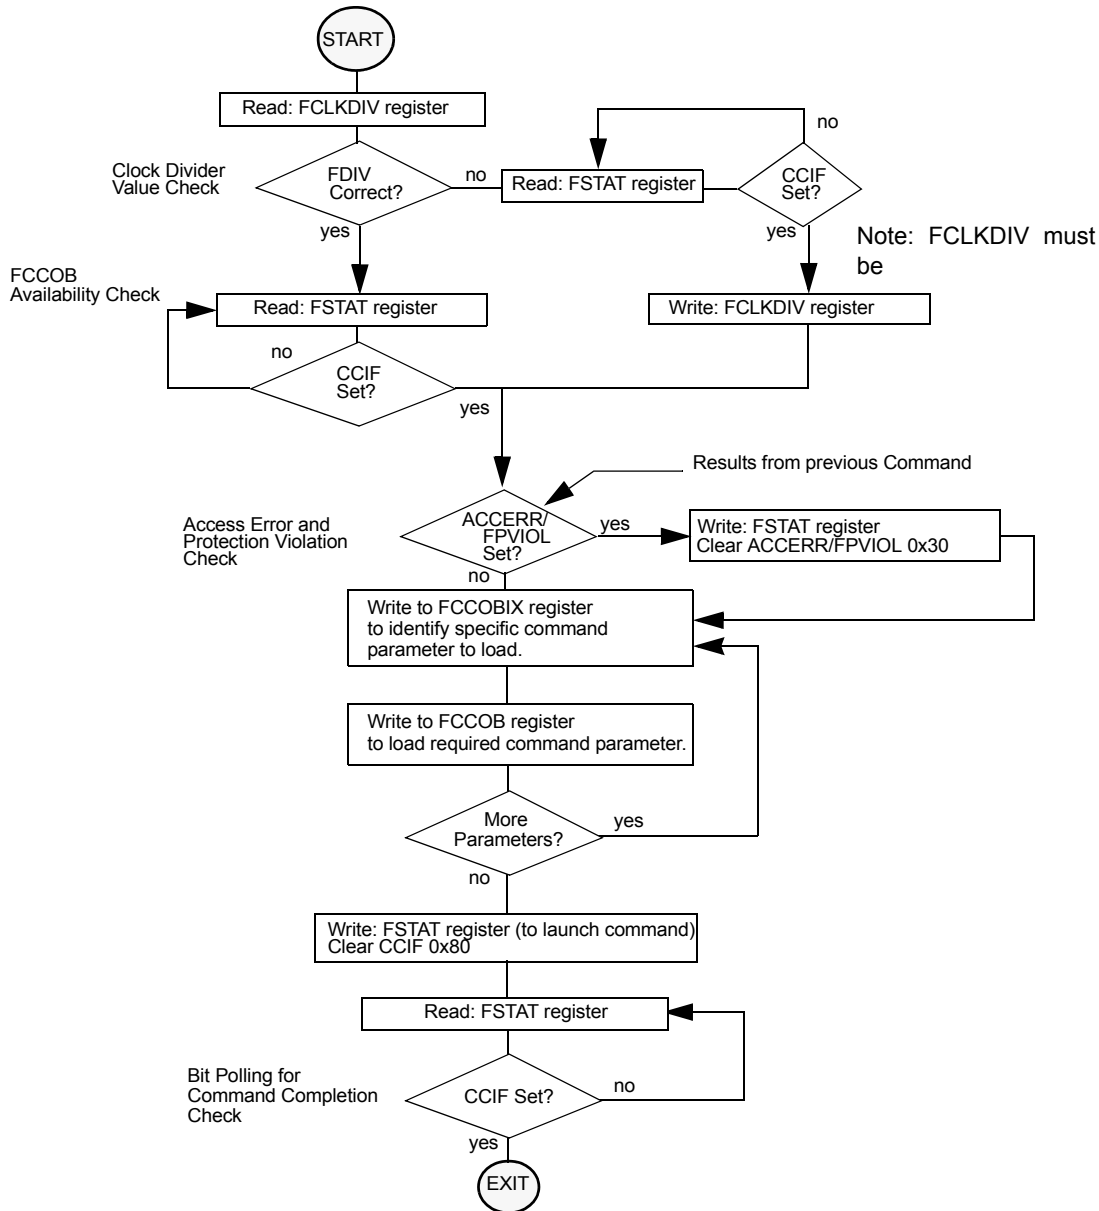 START
Read: FCLKDIV register
Clock Divider
Value Check
FDIV
Correct?
no
Read: FSTAT register
no
CCIF
Set?
yes
yes
Note: FCLKDIV must
be
FCCOB
Availability Check
Read: FSTAT register
Write: FCLKDIV register
no
CCIF
Set?
yes
Results from previous Command
Access Error and
Protection Violation
Check
ACCERR/
FPVIOL
Set?
yes
Write: FSTAT register
Clear ACCERR/FPVIOL 0x30
no
Write to FCCOBIX register
to identify specific command
parameter to load.
Write to FCCOB register
to load required command parameter.
More
Parameters?
yes
no
Write: FSTAT register (to launch command)
Clear CCIF 0x80
Read: FSTAT register
Bit Polling for
Command Completion
Check
CCIF Set?
no
yes
EXIT